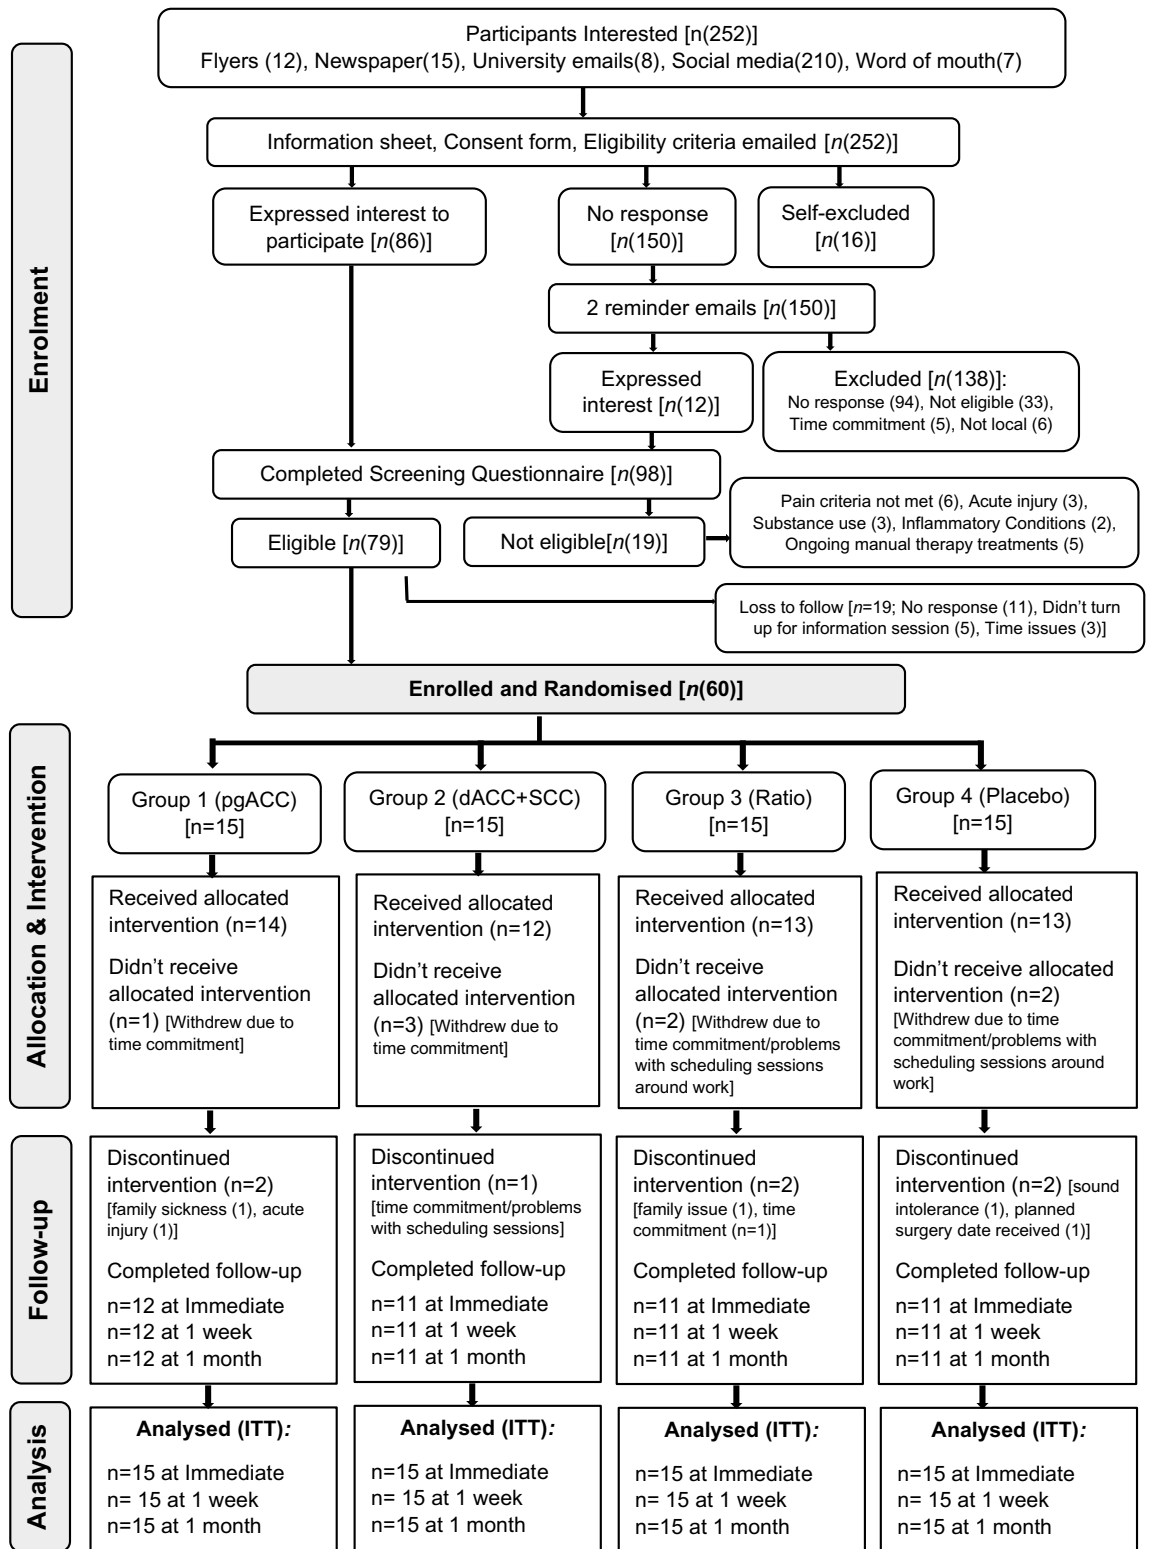 Participants Interested [n(252)]
Flyers (12), Newspaper(15), University emails(8), Social media(210), Word of mouth(7)
Information sheet, Consent form, Eligibility criteria emailed [n(252)]
Expressed interest to
participate [n(86)]
No response
[n(150)]
Self-excluded
[n(16)]
2 reminder emails [n(150)]
Expressed
interest [n(12)]
Excluded [n(138)]:
No response (94), Not eligible (33),
Time commitment (5), Not local (6)
Completed Screening Questionnaire [n(98)]
Eligible [n(79)]
Not eligible[n(19)]
Pain criteria not met (6), Acute injury (3),
Substance use (3), Inflammatory Conditions (2),
Ongoing manual therapy treatments (5)
Loss to follow [n=19; No response (11), Didn't turn
up for information session (5), Time issues (3)]
Enrolment
Enrolled and Randomised [n(60)]
Allocation & Intervention
Group 1 (pgACC)
[n=15]
Group 2 (dACC+SCC)
[n=15]
Group 3 (Ratio)
[n=15]
Group 4 (Placebo)
[n=15]
Received allocated
intervention (n=14)
Didn't receive
allocated intervention
(n=1) [Withdrew due to
time commitment]
Received allocated
intervention (n=12)
Didn't receive
allocated intervention
(n=3) [Withdrew due to
time commitment]
Received allocated
intervention (n=13)
Didn't receive
allocated intervention
(n=2) [Withdrew due to
time commitment/problems
with scheduling sessions
around work]
Received allocated
intervention (n=13)
Didn't received allocated
intervention (n=2)
[Withdrew due to time
commitment/problems with
scheduling sessions around
work]
Follow-up
Discontinued
intervention (n=2)
[family sickness (1), acute
injury (1)]
Completed follow-up
n=12 at Immediate
n=12 at 1 week
n=12 at 1 month
Discontinued
intervention (n=1)
[time commitment/problems
with scheduling sessions]
Completed follow-up
n=11 at Immediate
n=11 at 1 week
n=11 at 1 month
Discontinued
intervention (n=2)
[family issue (1), time
commitment (n=1)]
Completed follow-up
n=11 at Immediate
n=11 at 1 week
n=11 at 1 month
Discontinued
intervention (n=2) [sound
intolerance (1), planned
surgery date received (1)]
Completed follow-up
n=11 at Immediate
n=11 at 1 week
n=11 at 1 month
Analysis
Analysed (ITT):
n=15 at Immediate
n= 15 at 1 week
n=15 at 1 month
Analysed (ITT):
n=15 at Immediate
n= 15 at 1 week
n=15 at 1 month
Analysed (ITT):
n=15 at Immediate
n= 15 at 1 week
n=15 at 1 month
Analysed (ITT):
n=15 at Immediate
n= 15 at 1 week
n=15 at 1 month